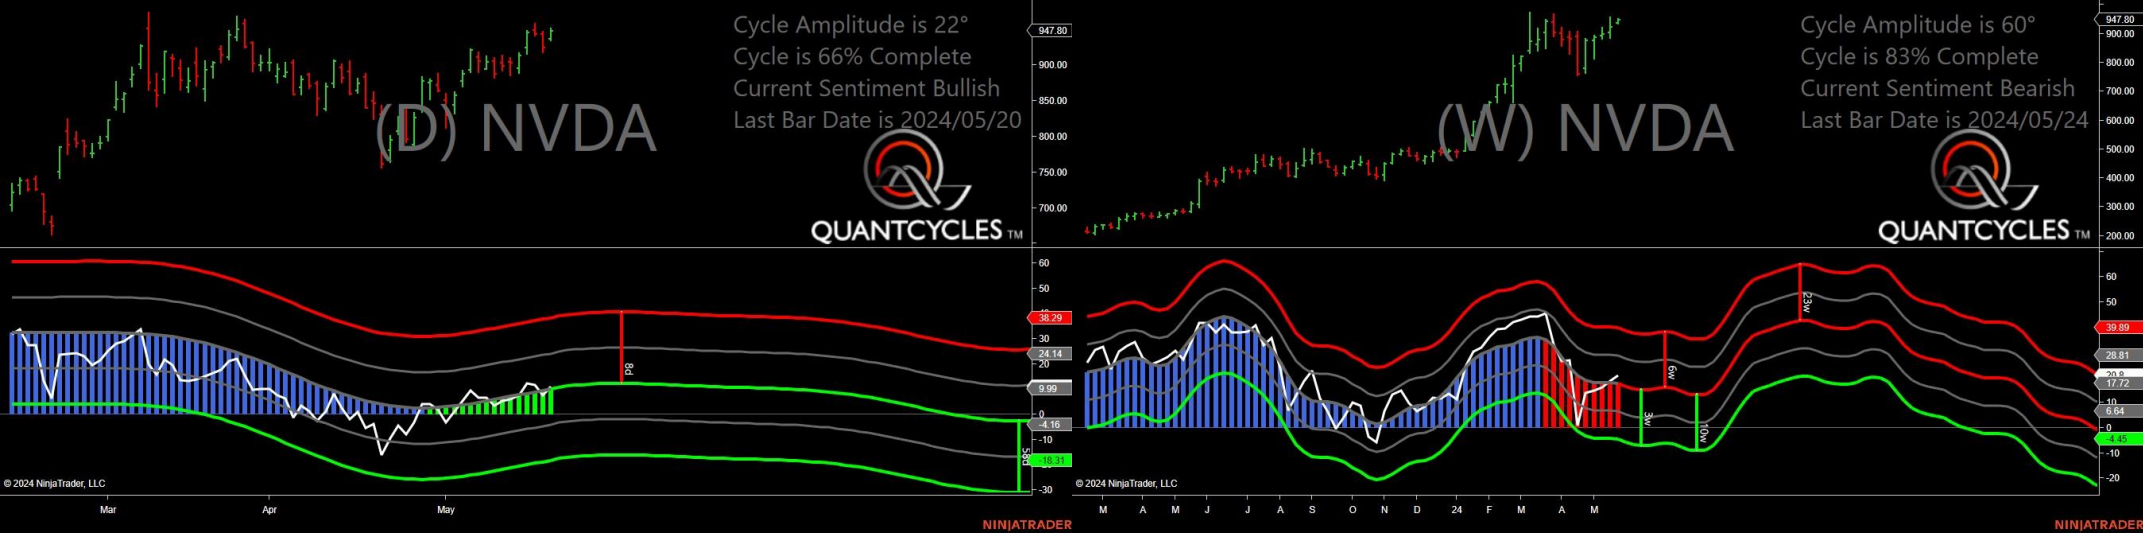 Cycle Amplitude is 22°
Cycle is 66% Complete
Current Sentiment Bullish
Last Bar Date is 2024/05/20
(D) NVDA
QUANTCYCLES TM
947.80
900.00
850.00
800.00
750.00
700.00
60
50
38.29
30
24.14
20
9.99
0
-4.16
-10
-18.31
-30
8d
58d
© 2024 NinjaTrader, LLC
Mar Apr May
NINJATRADER
Cycle Amplitude is 60°
Cycle is 83% Complete
Current Sentiment Bearish
Last Bar Date is 2024/05/24
(W) NVDA
QUANTCYCLES TM
947.80
900.00
800.00
700.00
600.00
500.00
400.00
300.00
200.00
60
50
39.89
28.81
20.8
17.72
10
6.64
0
-4.45
-10
-20
3w
6w
10w
23w
© 2024 NinjaTrader, LLC
M A M J J A S O N D 24 F M A M
NINJATRADER